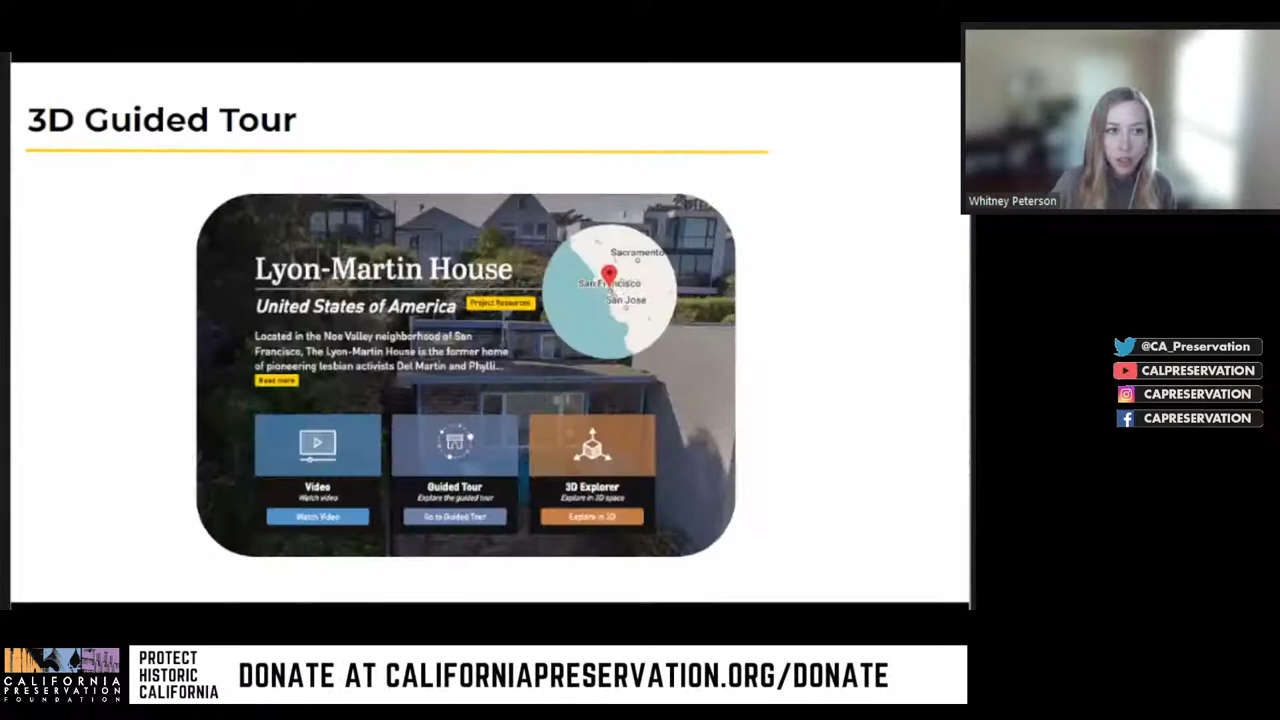 3D Guided Tour
Lyon-Martin House
United States of America
Project Resources
Located in the Noe Valley neighborhood of San
Francisco, The Lyon-Martin House is the former home
of pioneering lesbian activists Del Martin and Phylli...
Read more
Sacramento
San Francisco
San Jose
Video
Watch video
Watch Video
Guided Tour
Explore the guided tour
Go to Guided Tour
3D Explorer
Explore in 3D space
Explore in 3D
Whitney Peterson
@CA_Preservation
CALPRESERVATION
CAPRESERVATION
CAPRESERVATION
CALIFORNIA
PRESERVATION
FOUNDATION
PROTECT
HISTORIC
CALIFORNIA
DONATE AT CALIFORNIAPRESERVATION.ORG/DONATE